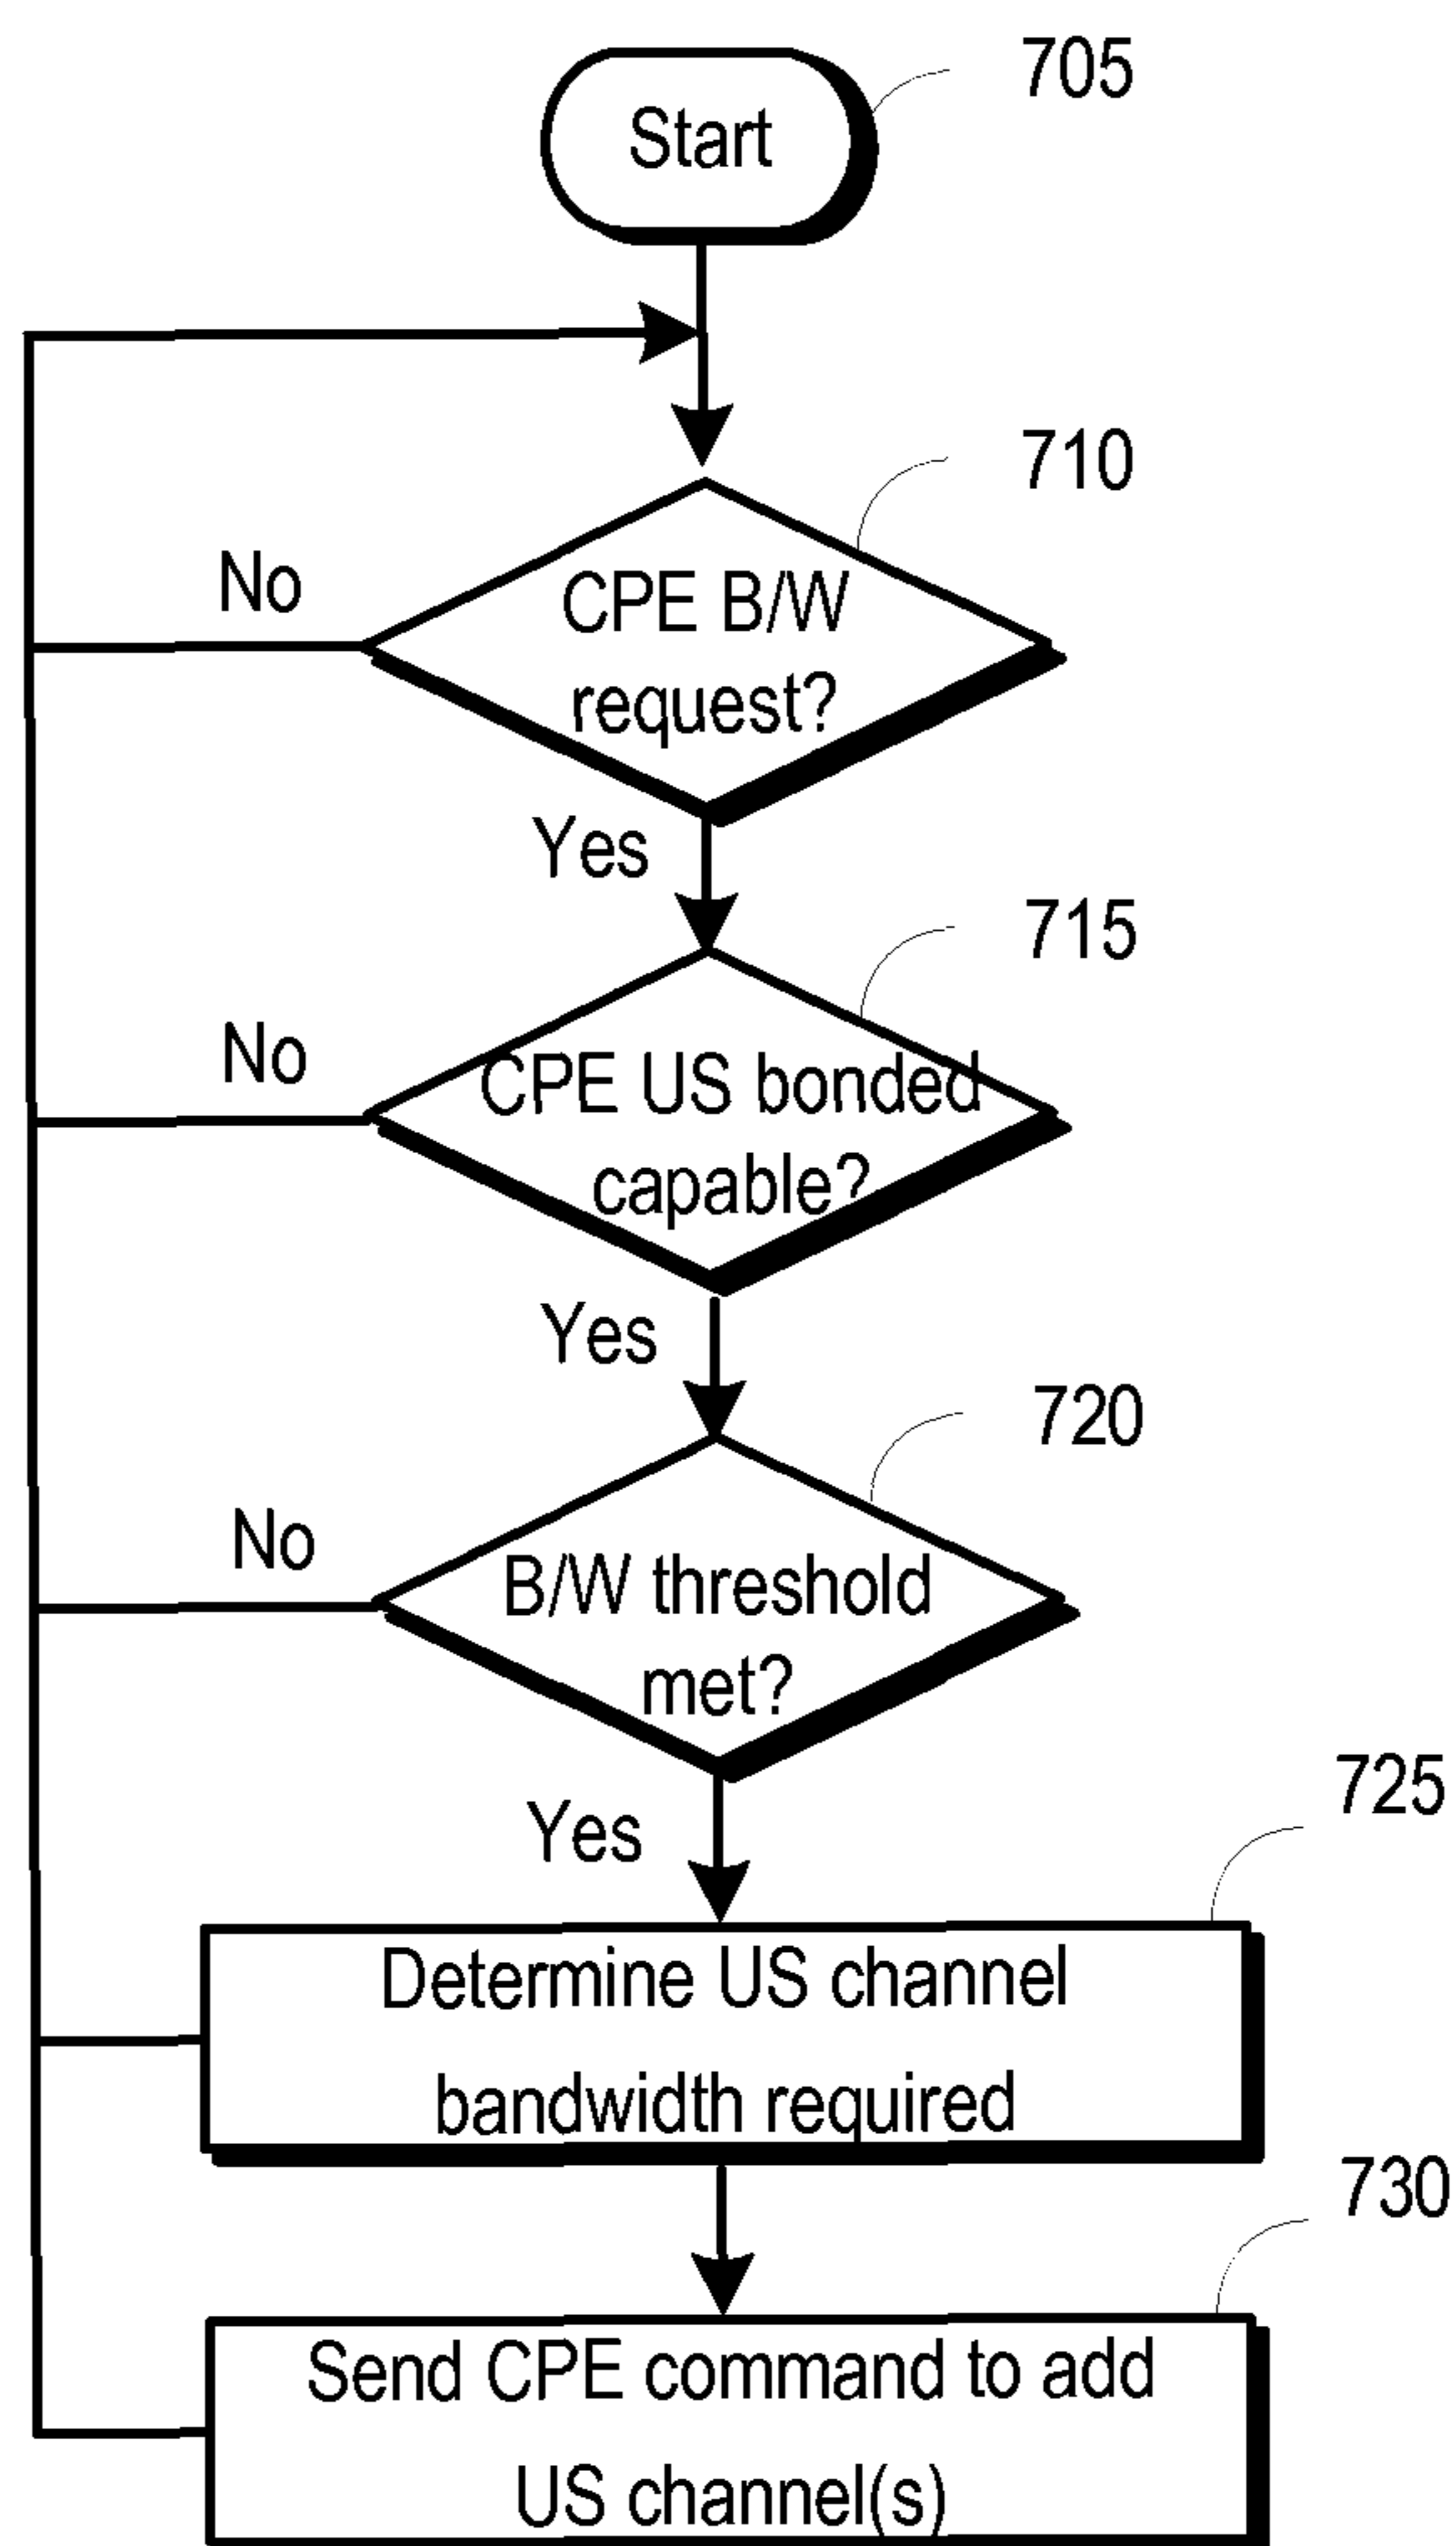 705
Start
710
No
CPE B/W
request?
Yes
715
No
CPE US bonded
capable?
Yes
720
No
B/W threshold
met?
725
Yes
Determine US channel
bandwidth required
730
Send CPE command to add
US channel(s)